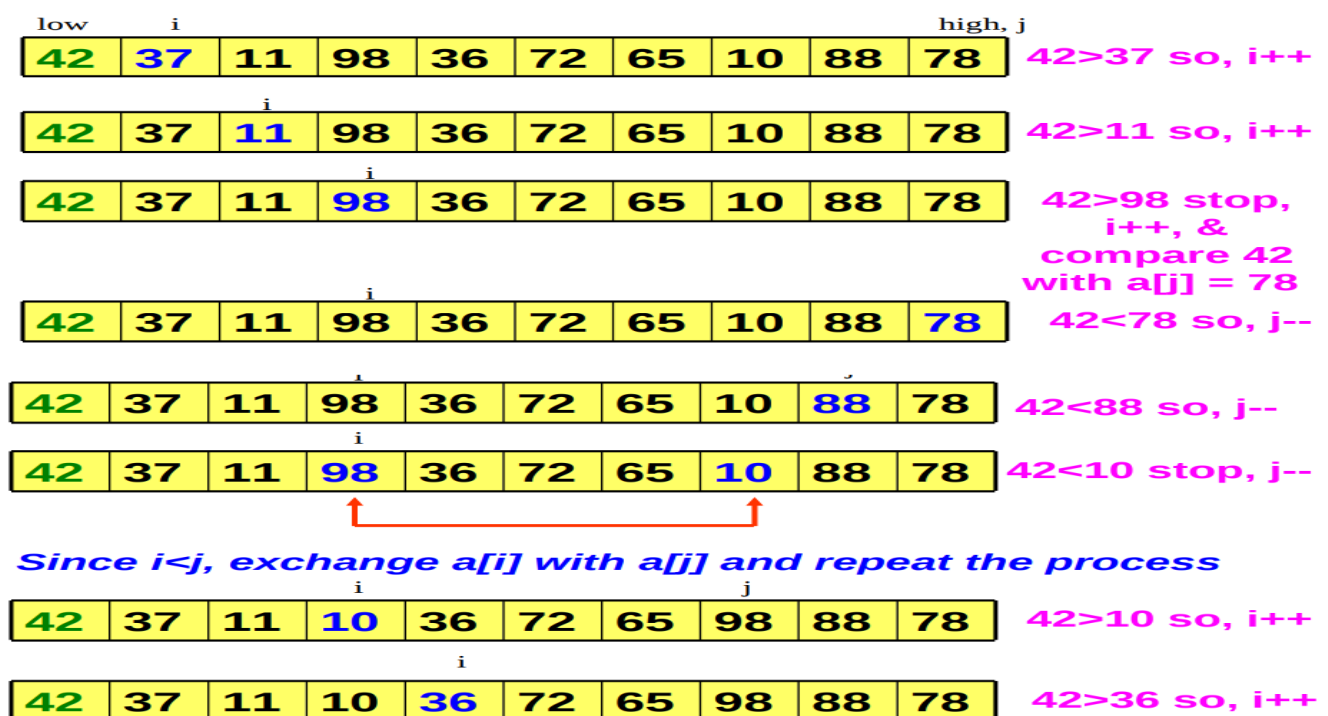 low i high, j
42 37 11 98 36 72 65 10 88 78 42>37 so, i++
i
42 37 11 98 36 72 65 10 88 78 42>11 so, i++
i
42 37 11 98 36 72 65 10 88 78 42>98 stop,
i++, &
compare 42
with a[j] = 78
i
42 37 11 98 36 72 65 10 88 78 42<78 so, j--
42 37 11 98 36 72 65 10 88 78 42<88 so, j--
i
42 37 11 98 36 72 65 10 88 78 42<10 stop, j--
Since i<j, exchange a[i] with a[j] and repeat the process
i j
42 37 11 10 36 72 65 98 88 78 42>10 so, i++
i
42 37 11 10 36 72 65 98 88 78 42>36 so, i++